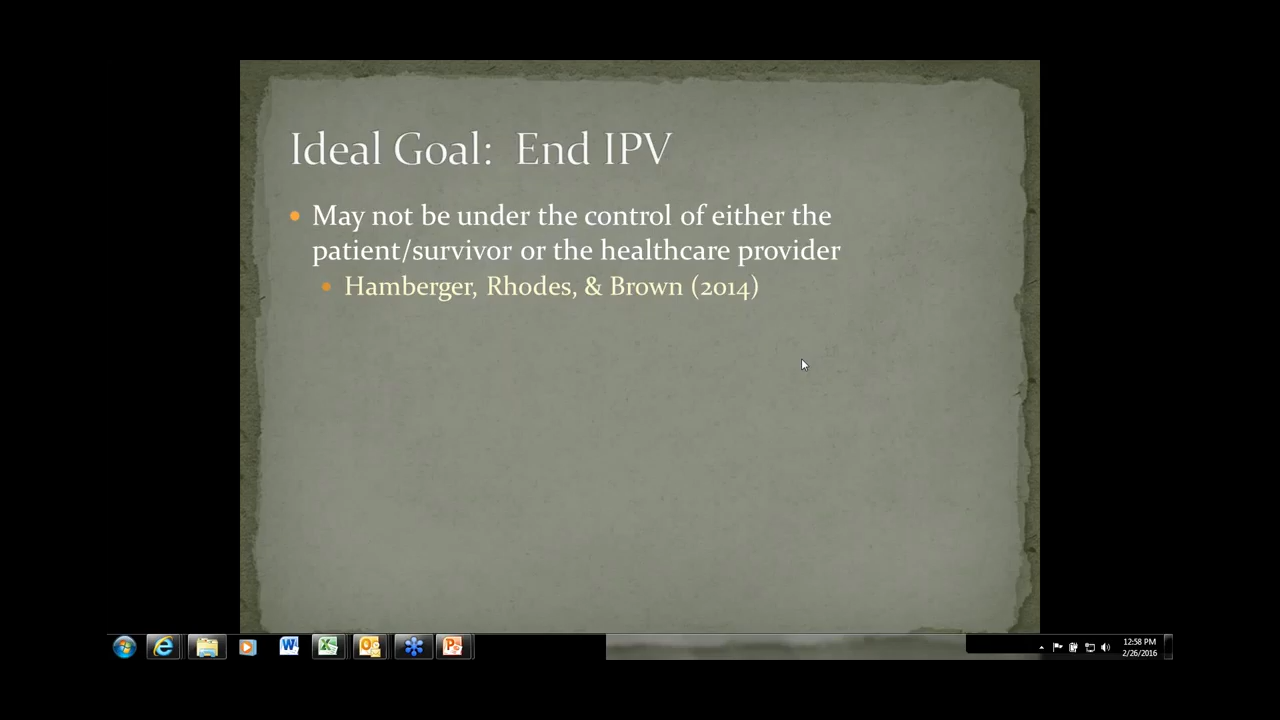 Ideal Goal: End IPV
May not be under the control of either the
patient/survivor or the healthcare provider
Hamberger, Rhodes, & Brown (2014)
12:58 PM
2/26/2016